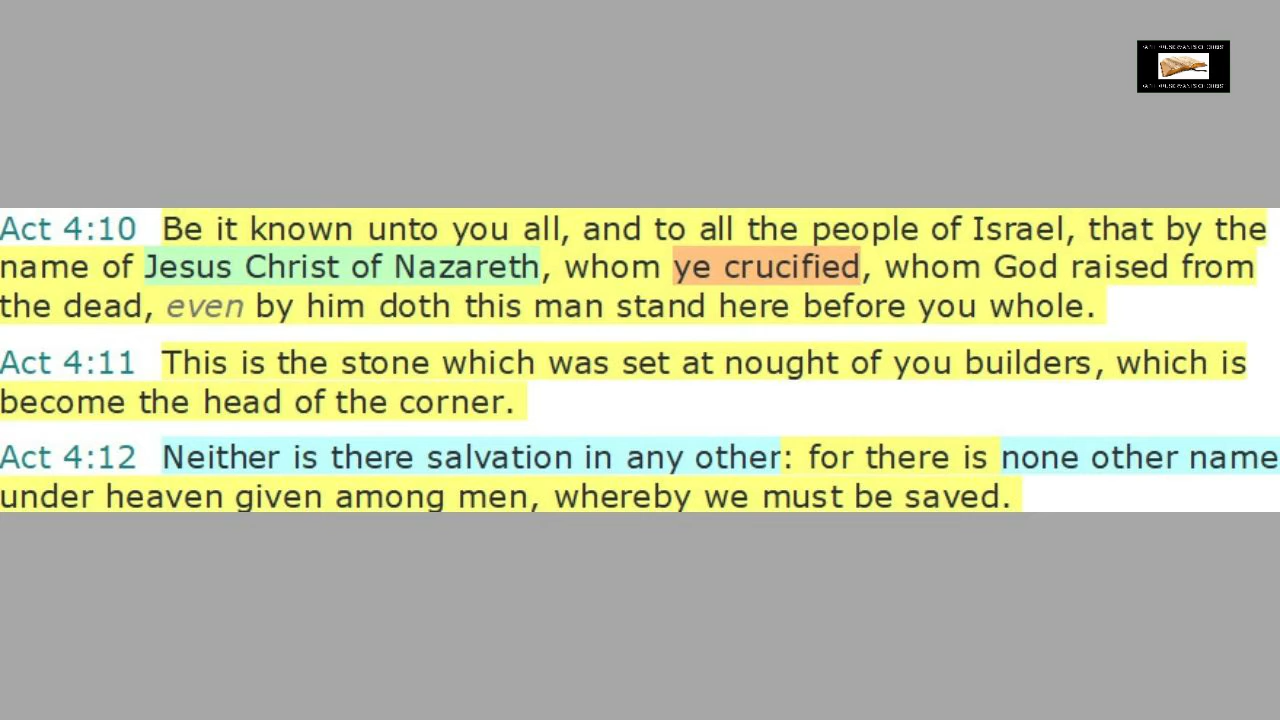 Act 4:10 Be it known unto you all, and to all the people of Israel, that by the
name of Jesus Christ of Nazareth, whom ye crucified, whom God raised from
the dead, even by him doth this man stand here before you whole.
Act 4:11 This is the stone which was set at nought of you builders, which is
become the head of the corner.
Act 4:12 Neither is there salvation in any other: for there is none other name
under heaven given among men, whereby we must be saved.